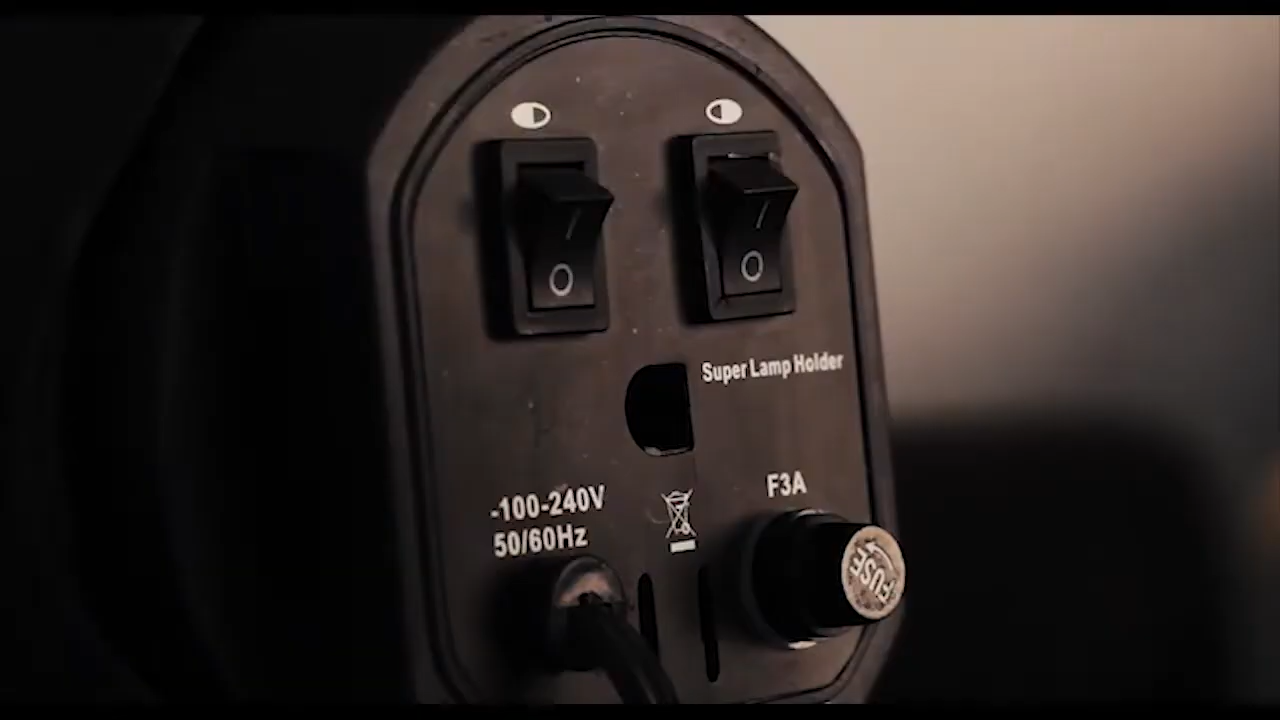 I
O
I
O
Super Lamp Holder
-100-240V
50/60Hz
F3A
FUSE